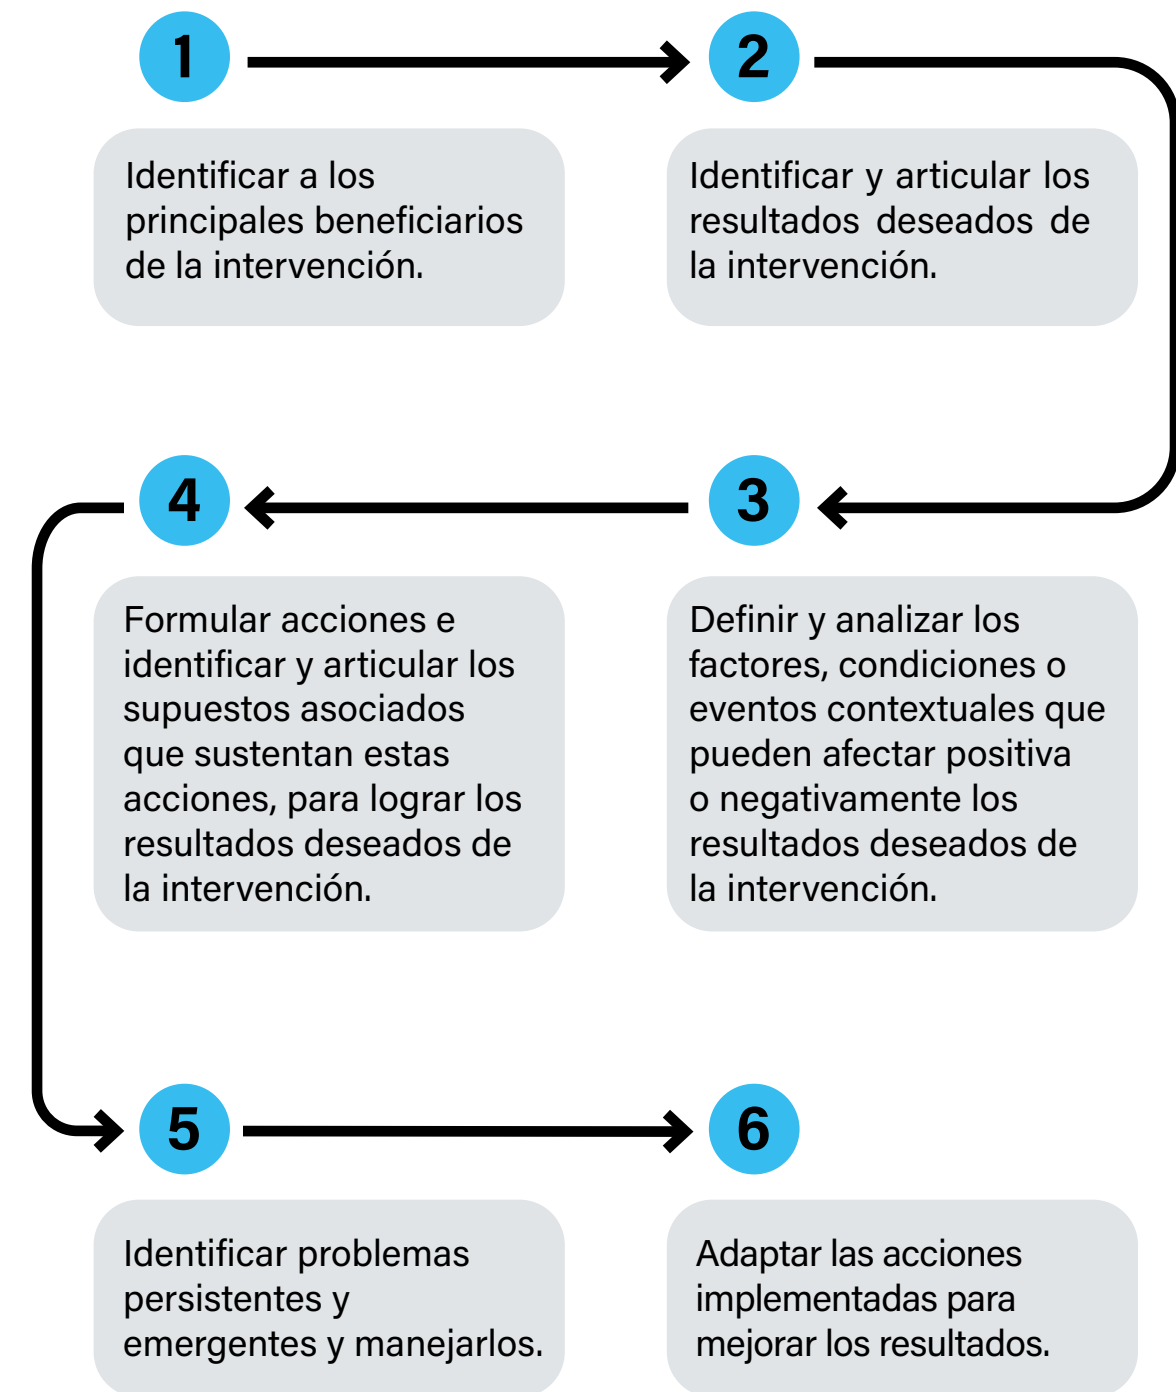 1
Identificar a los
principales beneficiarios
de la intervención.
2
Identificar y articular los
resultados deseados de
la intervención.
3
Definir y analizar los
factores, condiciones o
eventos contextuales que
pueden afectar positiva
o negativamente los
resultados deseados de
la intervención.
4
Formular acciones e
identificar y articular los
supuestos asociados
que sustentan estas
acciones, para lograr los
resultados deseados de
la intervención.
5
Identificar problemas
persistentes y
emergentes y manejarlos.
6
Adaptar las acciones
implementadas para
mejorar los resultados.